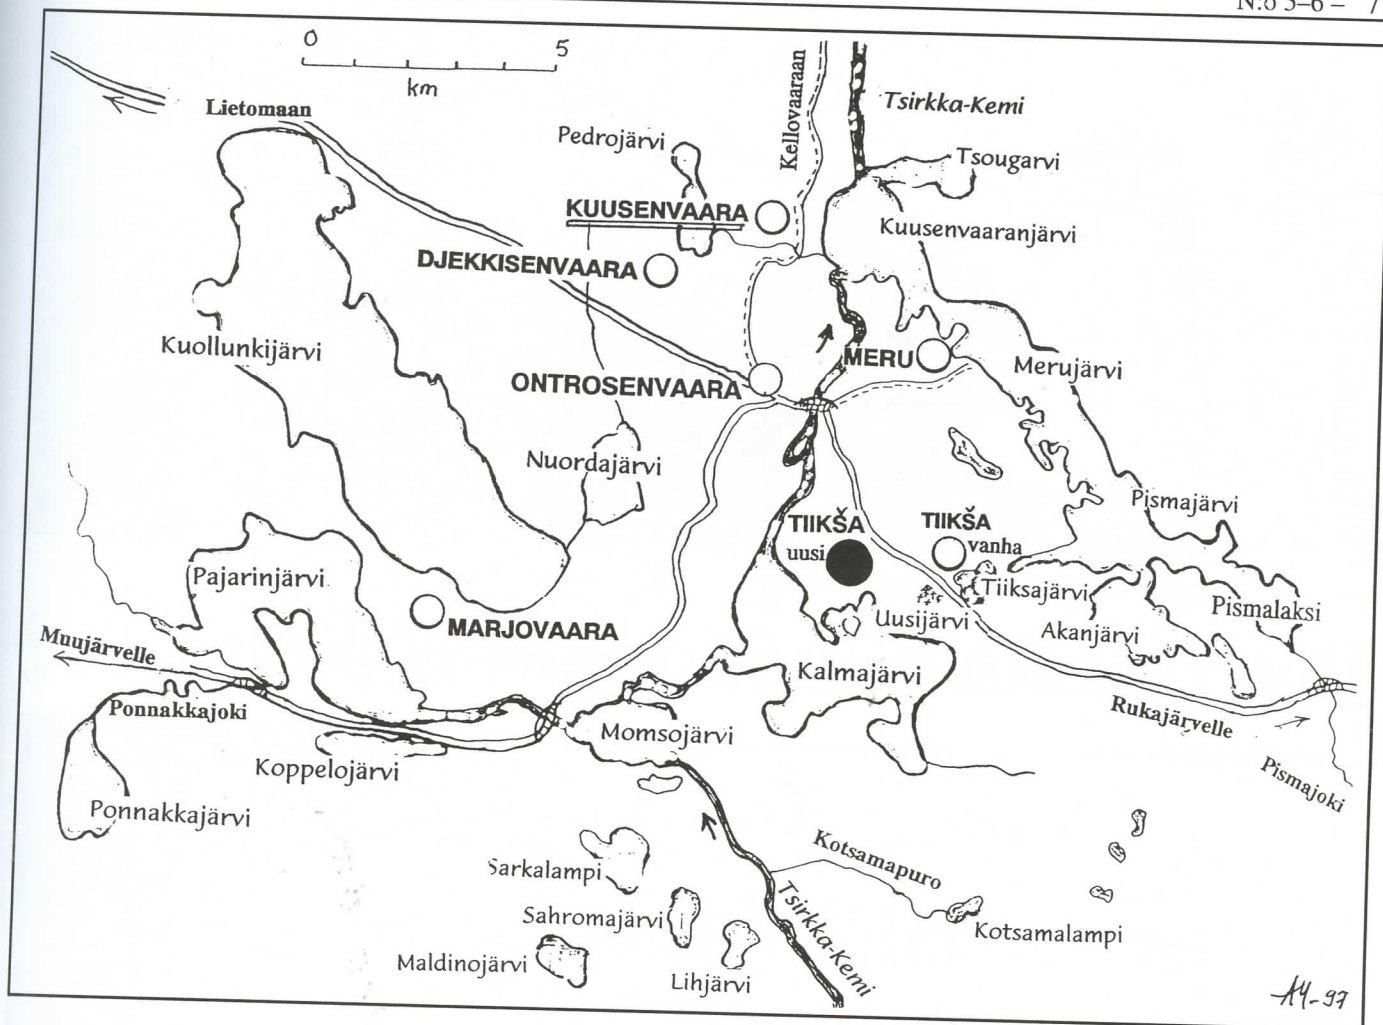 N:o 5–6 – 7
0 5
km
Lietomaan
Kellovaaraan
Tsirkka-Kemi
Pedrojärvi
Tsougarvi
KUUSENVAARA
Kuusenvaaranjärvi
DJEKKISENVAARA
Kuollunkijärvi
MERU
Merujärvi
ONTROSENVAARA
Nuordajärvi
Pismajärvi
TIIKŠA
uusi
TIIKŠA
vanha
Pajarinjärvi
Tiiksajärvi
Pismalaksi
Uusijärvi
Akanjärvi
MARJOVAARA
Muujärvelle
Kalmajärvi
Ponnakkajoki
Rukajärvelle
Momsojärvi
Koppelojärvi
Pismajoki
Ponnakkajärvi
Kotsamapuro
Sarkalampi
Tsirkka-Kemi
Sahromajärvi
Kotsamalampi
Maldinojärvi
Lihjärvi
AY-97